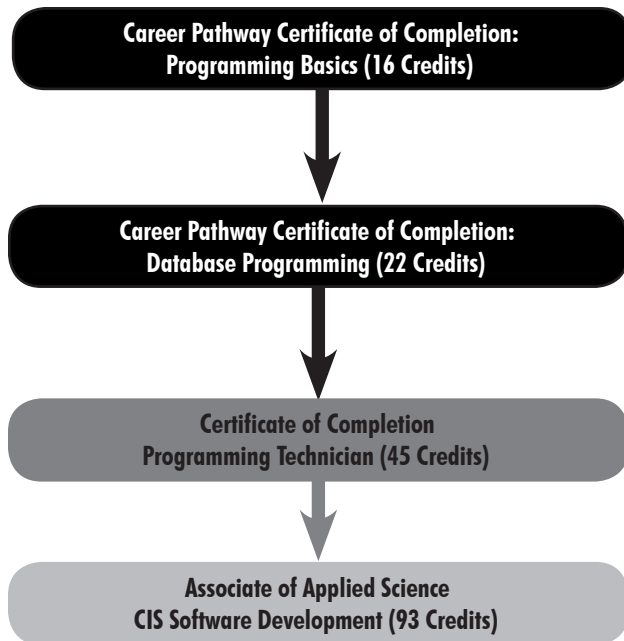 Career Pathway Certificate of Completion:
Programming Basics (16 Credits)
Career Pathway Certificate of Completion:
Database Programming (22 Credits)
Certificate of Completion
Programming Technician (45 Credits)
Associate of Applied Science
CIS Software Development (93 Credits)